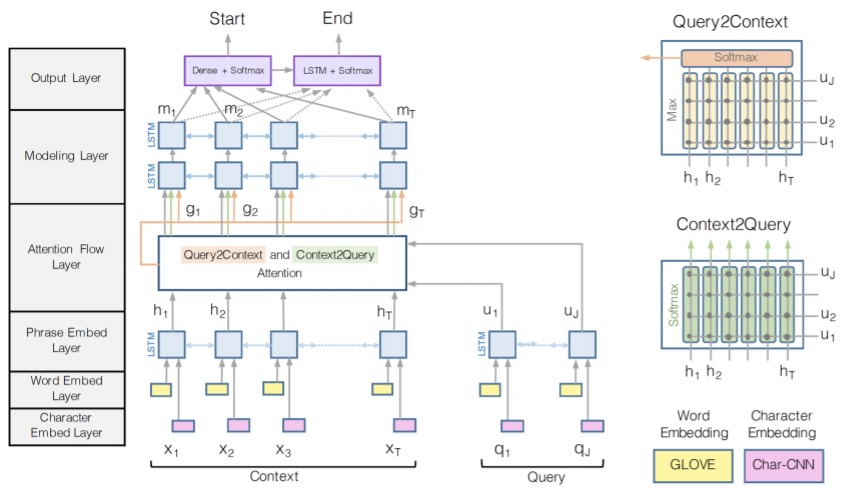 Start
End
Query2Context
Output Layer
Dense + Softmax
LSTM + Softmax
Softmax
Max
u_J
u_2
u_1
h_1 h_2 h_T
m_1
m_2
m_T
Modeling Layer
LSTM
LSTM
g_1
g_2
g_T
Attention Flow
Layer
Query2Context and Context2Query
Attention
Context2Query
Softmax
u_J
u_2
u_1
h_1 h_2 h_T
h_1
h_2
h_T
u_1
u_J
Phrase Embed
Layer
LSTM
LSTM
Word Embed
Layer
Character
Embed Layer
x_1 x_2 x_3 x_T
q_1 q_J
Context
Query
Word
Embedding
Character
Embedding
GLOVE
Char-CNN